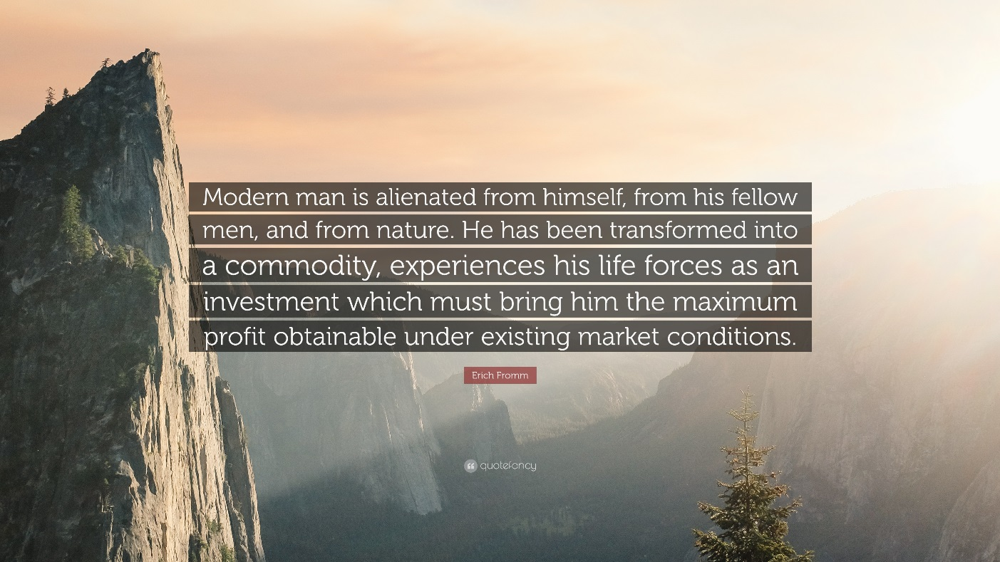 Modern man is alienated from himself, from his fellow
men, and from nature. He has been transformed into
a commodity, experiences his life forces as an
investment which must bring him the maximum
profit obtainable under existing market conditions.
Erich Fromm
quotefancy